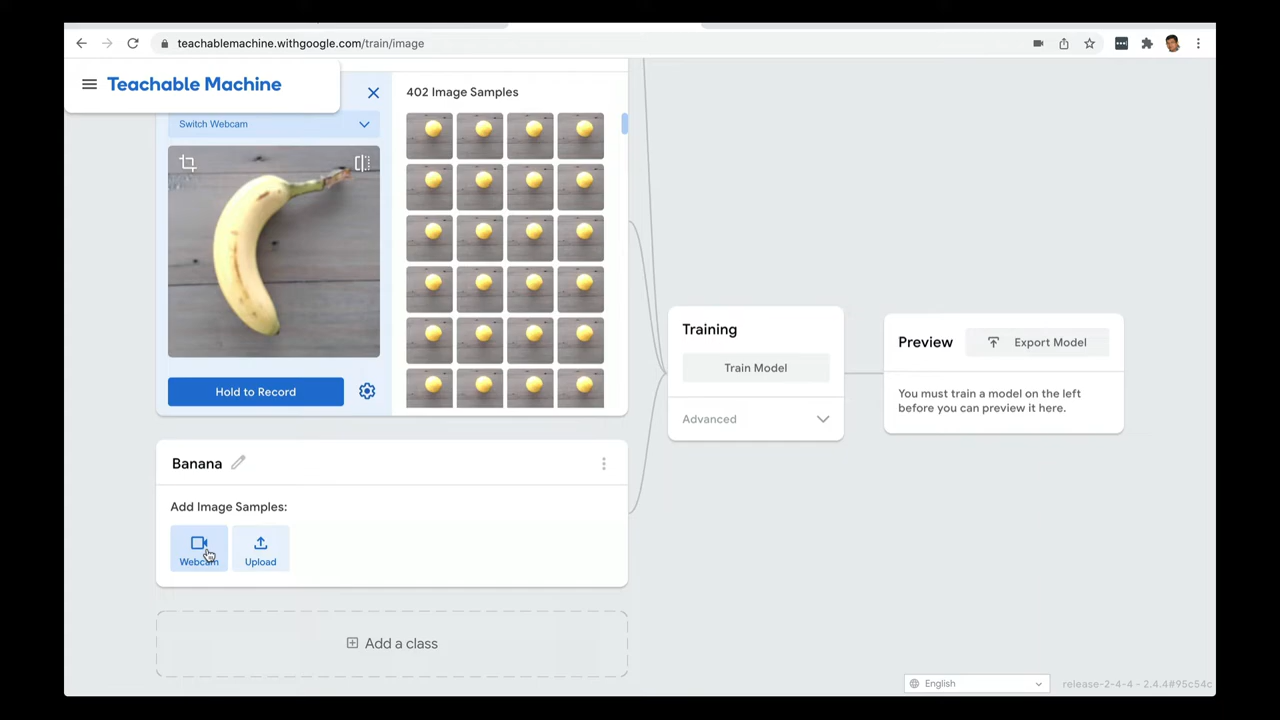 teachablemachine.withgoogle.com/train/image
Teachable Machine
Switch Webcam
402 Image Samples
Hold to Record
Training
Train Model
Advanced
Preview
Export Model
You must train a model on the left
before you can preview it here.
Banana
Add Image Samples:
Webcam
Upload
Add a class
English
release-2-4-4 - 2.4.4#95c54c